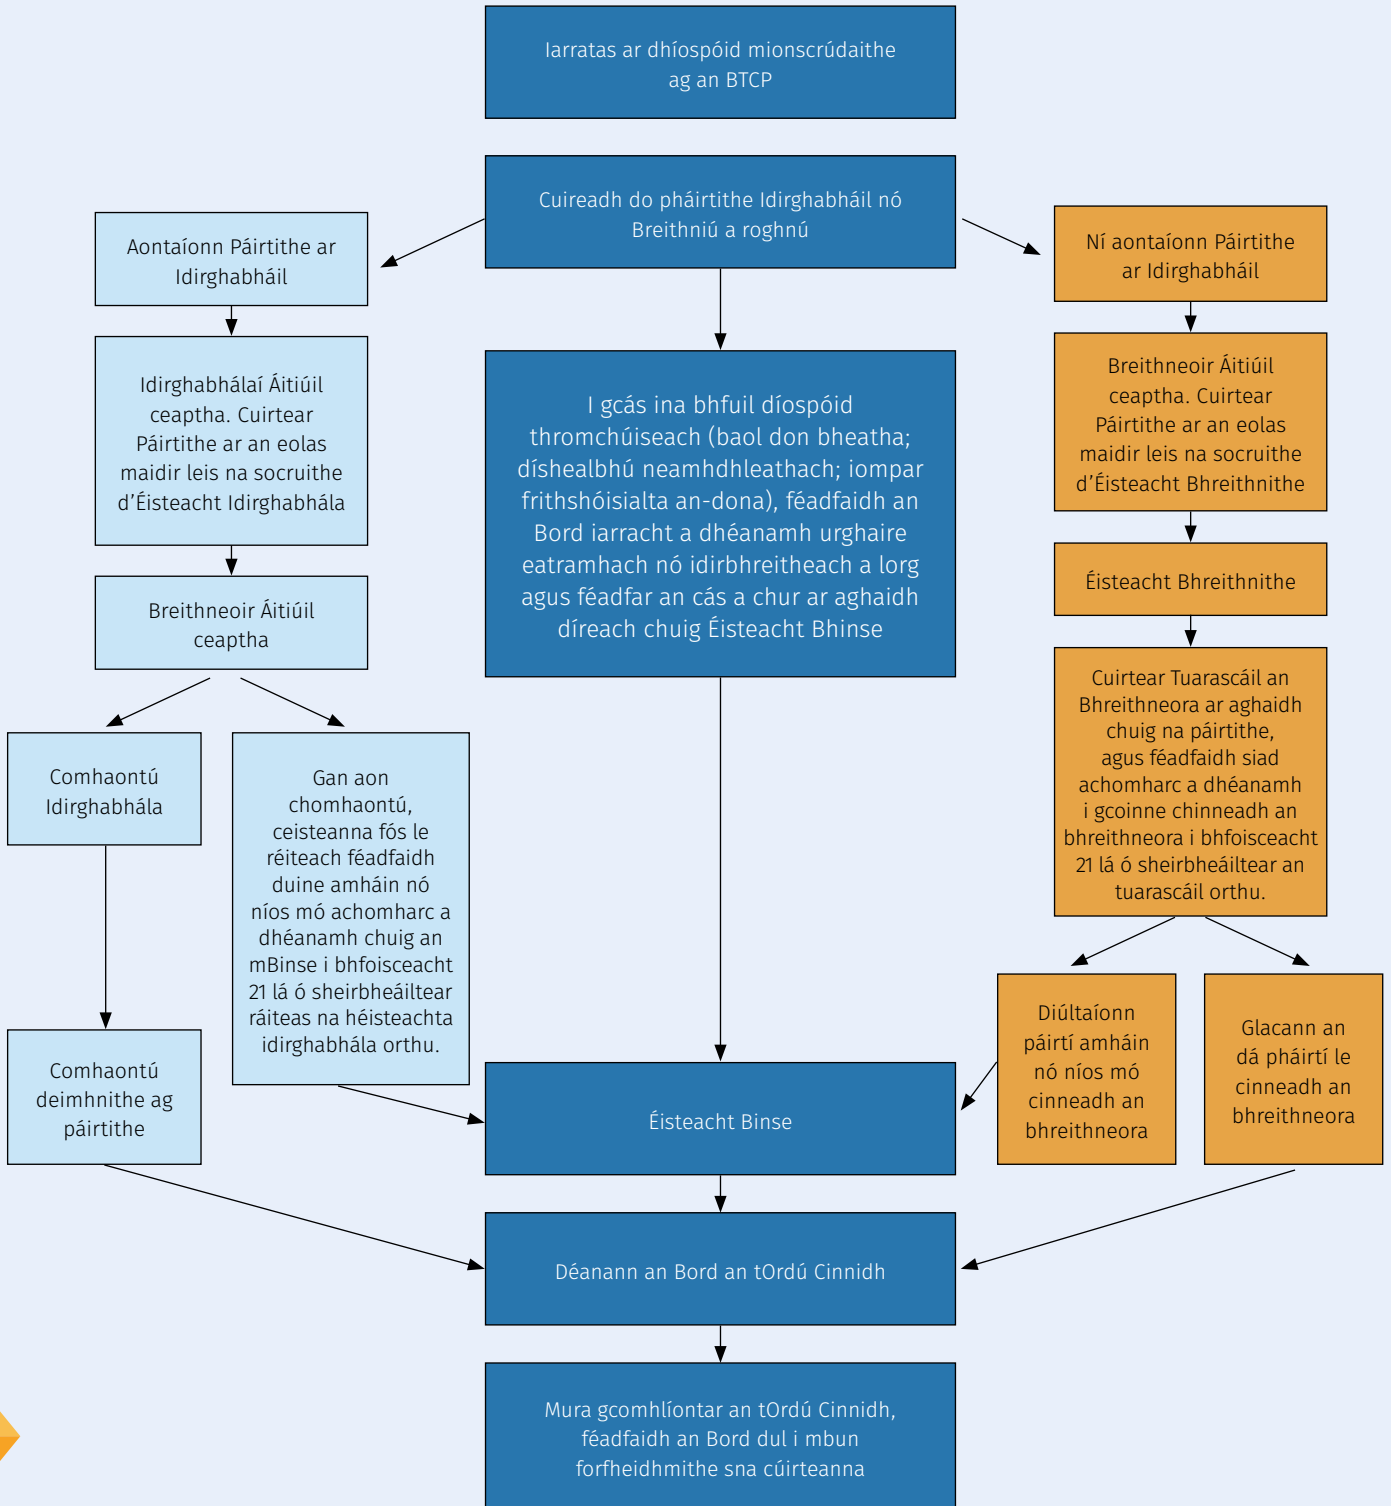 Iarratas ar dhíospóid mionscrúdaithe
ag an BTCP
Cuireadh do pháirtithe Idirghabháil nó
Breithniú a roghnú
Aontaíonn Páirtithe ar
Idirghabháil
Ní aontaíonn Páirtithe
ar Idirghabháil
Idirghabhálaí Áitiúil
ceaptha. Cuirtear
Páirtithe ar an eolas
maidir leis na socruithe
d'Éisteacht Idirghabhála
I gcás ina bhfuil díospóid
thromchúiseach (baol don bheatha;
díshealbhú neamhdhleathach; iompar
frithshóisialta an-dona), féadfaidh an
Bord iarracht a dhéanamh urghaire
eatramhach nó idirbhreitheach a lorg
agus féadfar an cás a chur ar aghaidh
díreach chuig Éisteacht Bhinse
Breithneoir Áitiúil
ceaptha. Cuirtear
Páirtithe ar an eolas
maidir leis na socruithe
d'Éisteacht Bhreithnithe
Breithneoir Áitiúil
ceaptha
Éisteacht Bhreithnithe
Cuirtear Tuarascáil an
Bhreithneora ar aghaidh
chuig na páirtithe,
agus féadfaidh siad
achomharc a dhéanamh
i gcoinne chinneadh an
bhreithneora i bhfoisceacht
21 lá ó sheirbheáiltear an
tuarascáil orthu.
Comhaontú
Idirghabhála
Gan aon
chomhaontú,
ceisteanna fós le
réiteach féadfaidh
duine amháin nó
níos mó achomharc a
dhéanamh chuig an
mBinse i bhfoisceacht
21 lá ó sheirbheáiltear
ráiteas na héisteachta
idirghabhála orthu.
Diúltaíonn
páirtí amháin
nó níos mó
cinneadh an
bhreithneora
Glacann an
dá pháirtí le
cinneadh an
bhreithneora
Comhaontú
deimhnithe ag
páirtithe
Éisteacht Binse
Déanann an Bord an tOrdú Cinnidh
Mura gcomhlíontar an tOrdú Cinnidh,
féadfaidh an Bord dul i mbun
forfheidhmithe sna cúirteanna